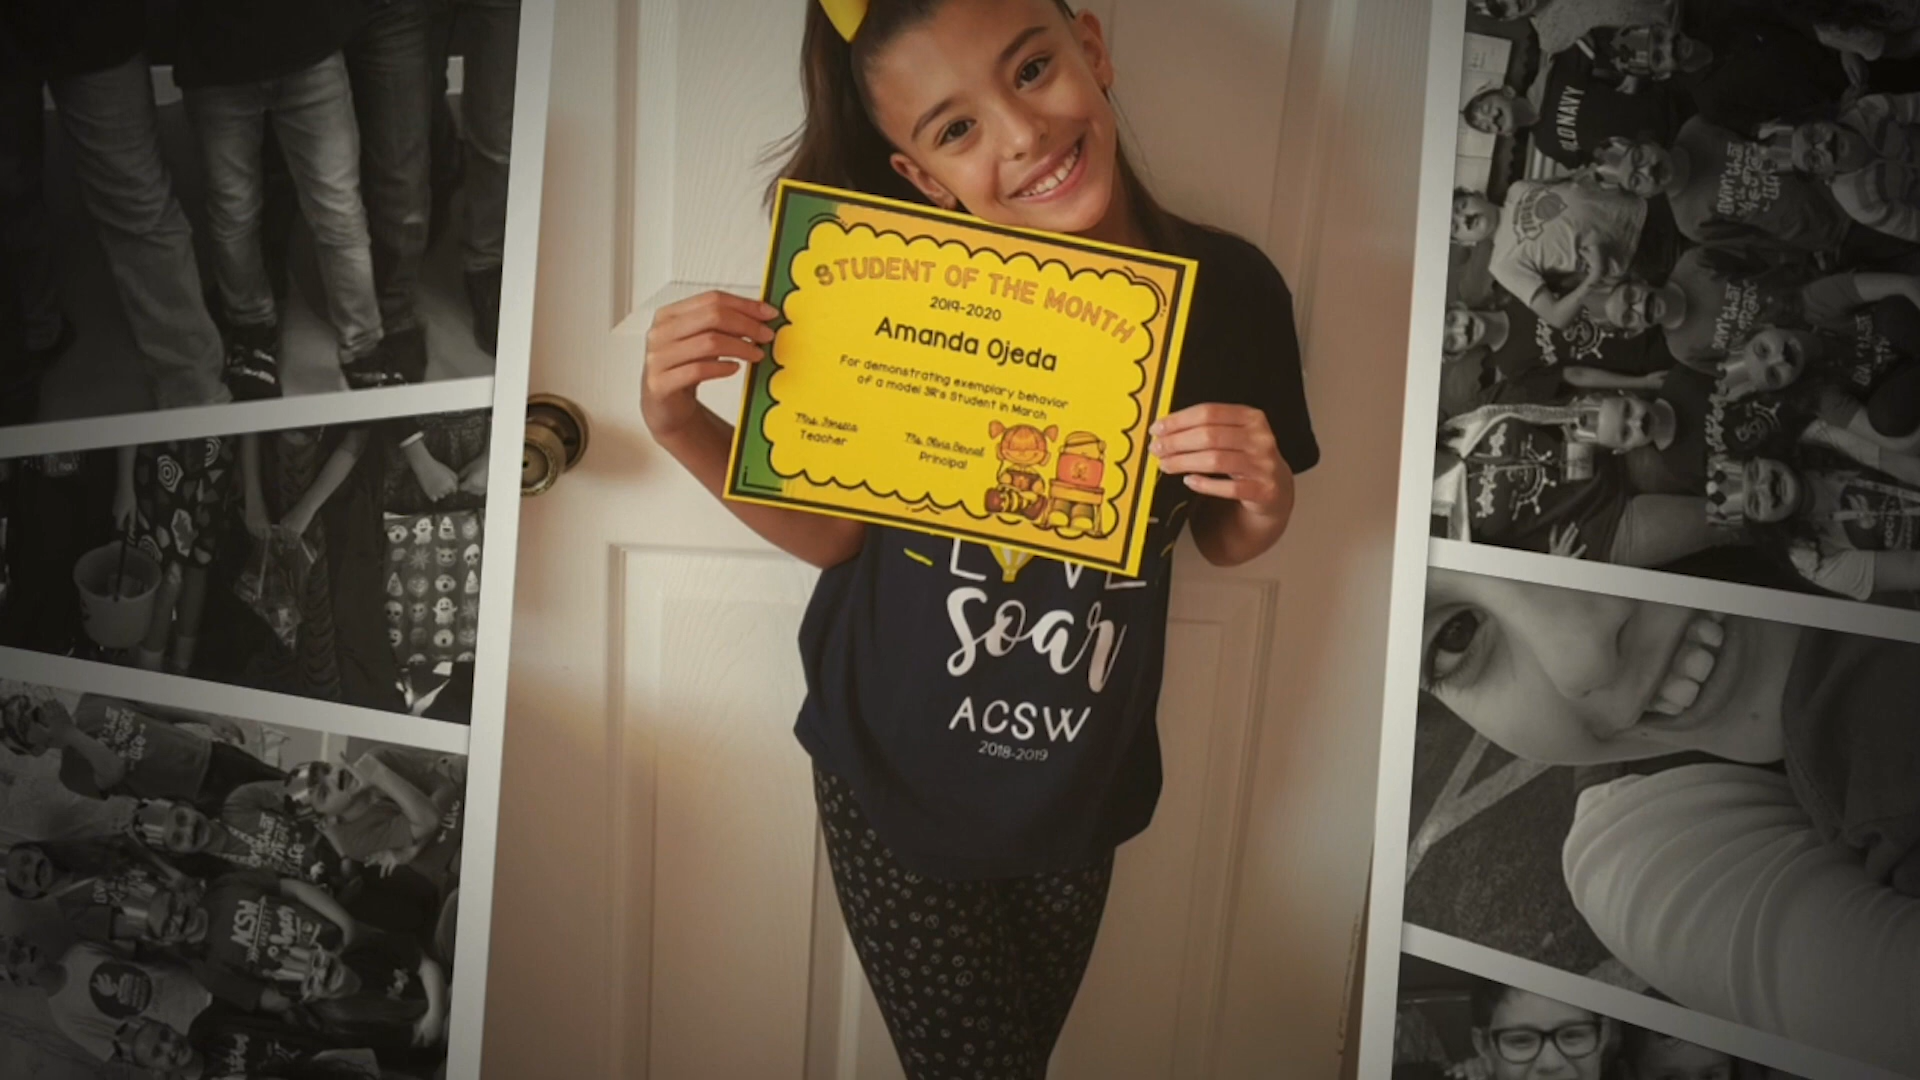 STUDENT OF THE MONTH
2019-2020
Amanda Ojeda
For demonstrating exemplary behavior
of a model 3R's Student in March
Teacher
Principal
Soar
ACSW
2018-2019
OLD NAVY
ACSW